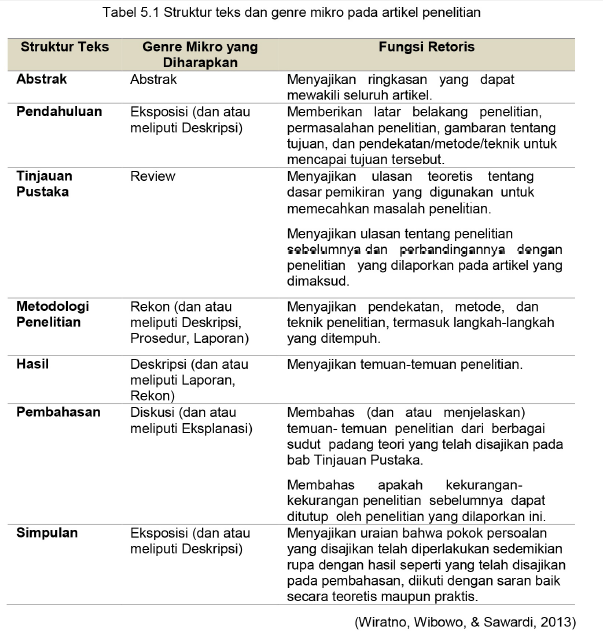 Tabel 5.1 Struktur teks dan genre mikro pada artikel penelitian
Struktur Teks
Genre Mikro yang
Diharapkan
Fungsi Retoris
Abstrak
Abstrak
Menyajikan ringkasan yang dapat
mewakili seluruh artikel.
Pendahuluan
Eksposisi (dan atau
meliputi Deskripsi)
Memberikan latar belakang penelitian,
permasalahan penelitian, gambaran tentang
tujuan, dan pendekatan/metode/teknik untuk
mencapai tujuan tersebut.
Tinjauan
Pustaka
Review
Menyajikan ulasan teoretis tentang
dasar pemikiran yang digunakan untuk
memecahkan masalah penelitian.
Menyajikan ulasan tentang penelitian
sebelumnya dan perbandingannya dengan
penelitian yang dilaporkan pada artikel yang
dimaksud.
Metodologi
Penelitian
Rekon (dan atau
meliputi Deskripsi,
Prosedur, Laporan)
Menyajikan pendekatan, metode, dan
teknik penelitian, termasuk langkah-langkah
yang ditempuh.
Hasil
Deskripsi (dan atau
meliputi Laporan,
Rekon)
Menyajikan temuan-temuan penelitian.
Pembahasan
Diskusi (dan atau
meliputi Eksplanasi)
Membahas (dan atau menjelaskan)
temuan- temuan penelitian dari berbagai
sudut padang teori yang telah disajikan pada
bab Tinjauan Pustaka.
Membahas apakah kekurangan-
kekurangan penelitian sebelumnya dapat
ditutup oleh penelitian yang dilaporkan ini.
Simpulan
Eksposisi (dan atau
meliputi Deskripsi)
Menyajikan uraian bahwa pokok persoalan
yang disajikan telah diperlakukan sedemikian
rupa dengan hasil seperti yang telah disajikan
pada pembahasan, diikuti dengan saran baik
secara teoretis maupun praktis.
(Wiratno, Wibowo, & Sawardi, 2013)